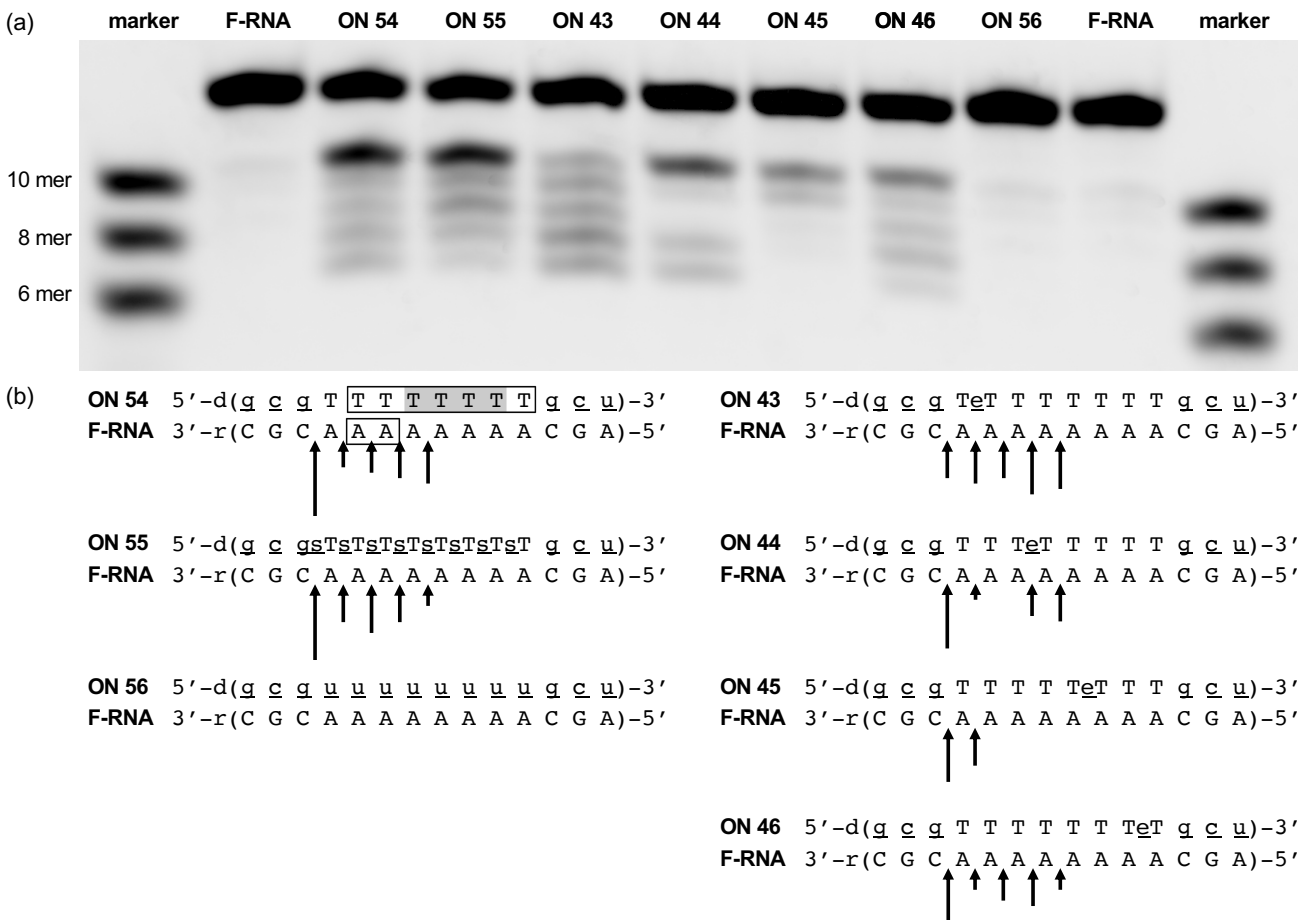 (a) marker F-RNA ON 54 ON 55 ON 43 ON 44 ON 45 ON 46 ON 56 F-RNA marker
10 mer
8 mer
6 mer
(b)
ON 54 5′-d(g c g T T T T T T T T g c u)-3′
F-RNA 3′-r(C G C A A A A A A A A C G A)-5′
ON 55 5′-d(g c gsTsTsTsTsTsTsTsT g c u)-3′
F-RNA 3′-r(C G C A A A A A A A A C G A)-5′
ON 56 5′-d(g c g u u u u u u u u g c u)-3′
F-RNA 3′-r(C G C A A A A A A A A C G A)-5′
ON 43 5′-d(g c g TeT T T T T T T g c u)-3′
F-RNA 3′-r(C G C A A A A A A A A C G A)-5′
ON 44 5′-d(g c g T T TeT T T T T g c u)-3′
F-RNA 3′-r(C G C A A A A A A A A C G A)-5′
ON 45 5′-d(g c g T T T T TeT T T g c u)-3′
F-RNA 3′-r(C G C A A A A A A A A C G A)-5′
ON 46 5′-d(g c g T T T T T T TeT g c u)-3′
F-RNA 3′-r(C G C A A A A A A A A C G A)-5′